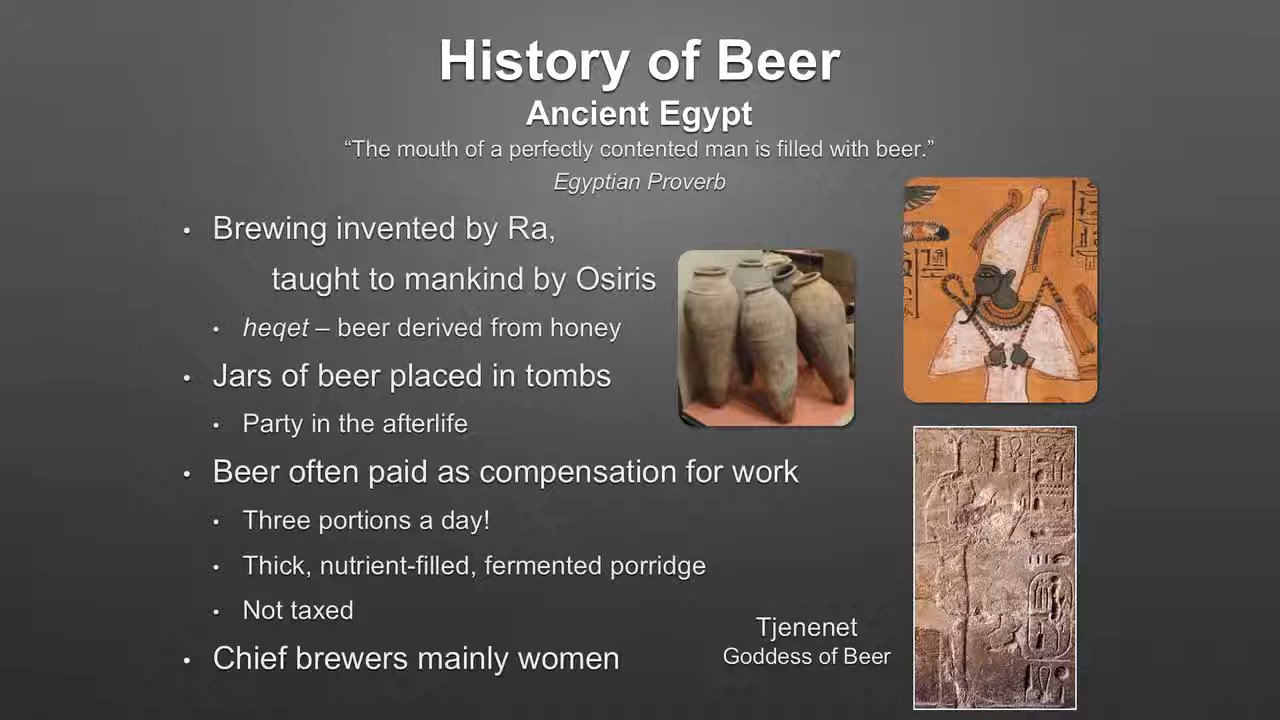 History of Beer
Ancient Egypt
“The mouth of a perfectly contented man is filled with beer.”
Egyptian Proverb
• Brewing invented by Ra,
taught to mankind by Osiris
• heqet – beer derived from honey
• Jars of beer placed in tombs
• Party in the afterlife
• Beer often paid as compensation for work
• Three portions a day!
• Thick, nutrient-filled, fermented porridge
• Not taxed
• Chief brewers mainly women
Tjenenet
Goddess of Beer